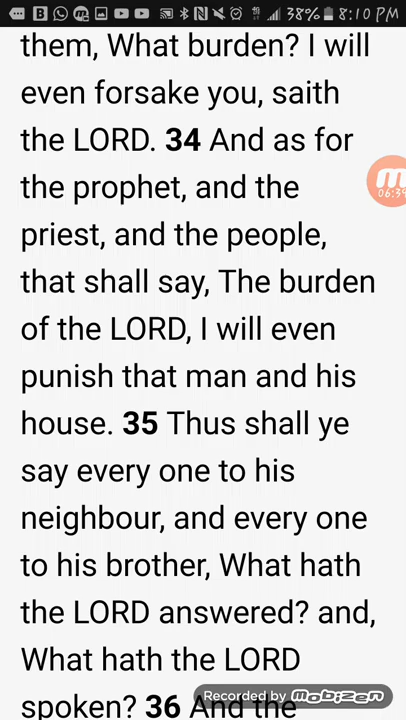 38% 8:10 PM
them, What burden? I will
even forsake you, saith
the LORD. 34 And as for
the prophet, and the
06:39
priest, and the people,
that shall say, The burden
of the LORD, I will even
punish that man and his
house. 35 Thus shall ye
say every one to his
neighbour, and every one
to his brother, What hath
the LORD answered? and,
What hath the LORD
Recorded by mobizen
spoken? 36 And the